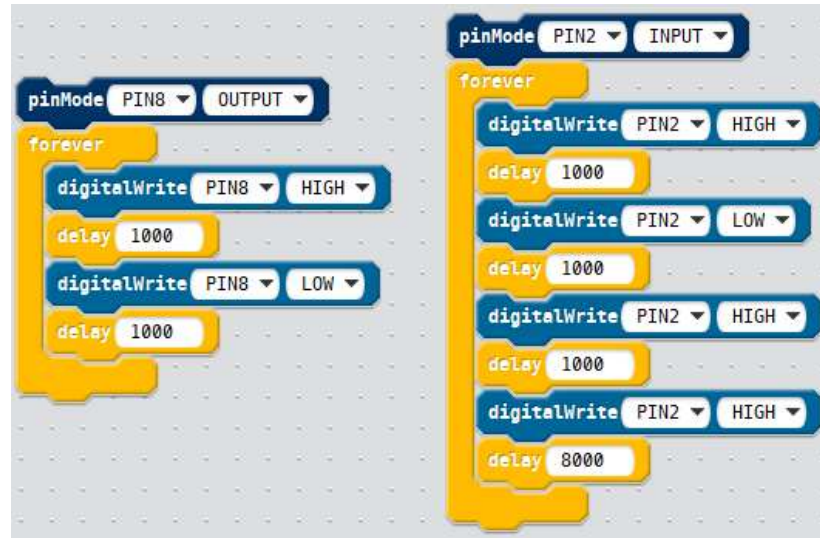 pinMode PIN8 OUTPUT
forever
digitalWrite PIN8 HIGH
delay 1000
digitalWrite PIN8 LOW
delay 1000
pinMode PIN2 INPUT
forever
digitalWrite PIN2 HIGH
delay 1000
digitalWrite PIN2 LOW
delay 1000
digitalWrite PIN2 HIGH
delay 1000
digitalWrite PIN2 HIGH
delay 8000